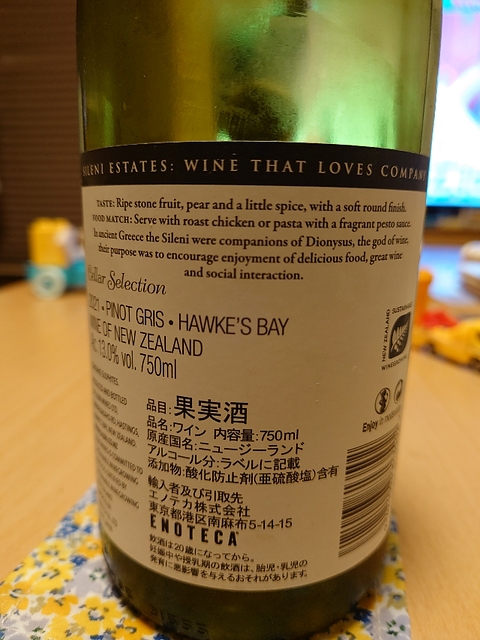 SILENI ESTATES: WINE THAT LOVES COMPANY
TASTE: Ripe stone fruit, pear and a little spice, with a soft round finish.
FOOD MATCH: Serve with roast chicken or pasta with a fragrant pesto sauce.
In ancient Greece the Sileni were companions of Dionysus, the god of wine,
their purpose was to encourage enjoyment of delicious food, great wine
and social interaction.
Cellar Selection
2021 • PINOT GRIS • HAWKE'S BAY
WINE OF NEW ZEALAND
13.0% vol. 750ml
SUSTAINABLE
NEW ZEALAND
WINEGROWING
Enjoy in
品目:果実酒
品名:ワイン 内容量:750ml
原産国名:ニュージーランド
アルコール分:ラベルに記載
添加物:酸化防止剤(亜硫酸塩)含有
輸入者及び引取先
エノテカ株式会社
東京都港区南麻布5-14-15
ENOTECA
飲酒は20歳になってから。
妊娠中や授乳期の飲酒は、胎児・乳児の
発育に悪影響を与えるおそれがあります。